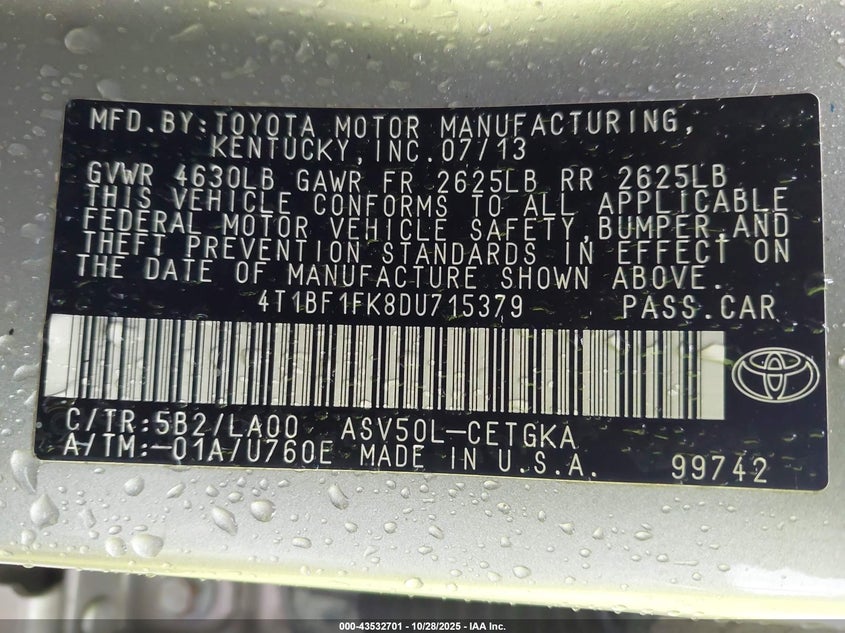 MFD.BY:TOYOTA MOTOR MANUFACTURING,
KENTUCKY,INC.07/13
GVWR 4630LB GAWR FR 2625LB RR 2625LB
THIS VEHICLE CONFORMS TO ALL APPLICABLE
FEDERAL MOTOR VEHICLE SAFETY,BUMPER,AND
THEFT PREVENTION STANDARDS IN EFFECT ON
THE DATE OF MANUFACTURE SHOWN ABOVE.
4T1BF1FK8DU715379 PASS.CAR
C/TR:5B2/LA00 ASV50L-CETGKA
A/TM:-01A/U760E MADE IN U.S.A. 99742
000-43532701 - 10/28/2025 - IAA Inc.